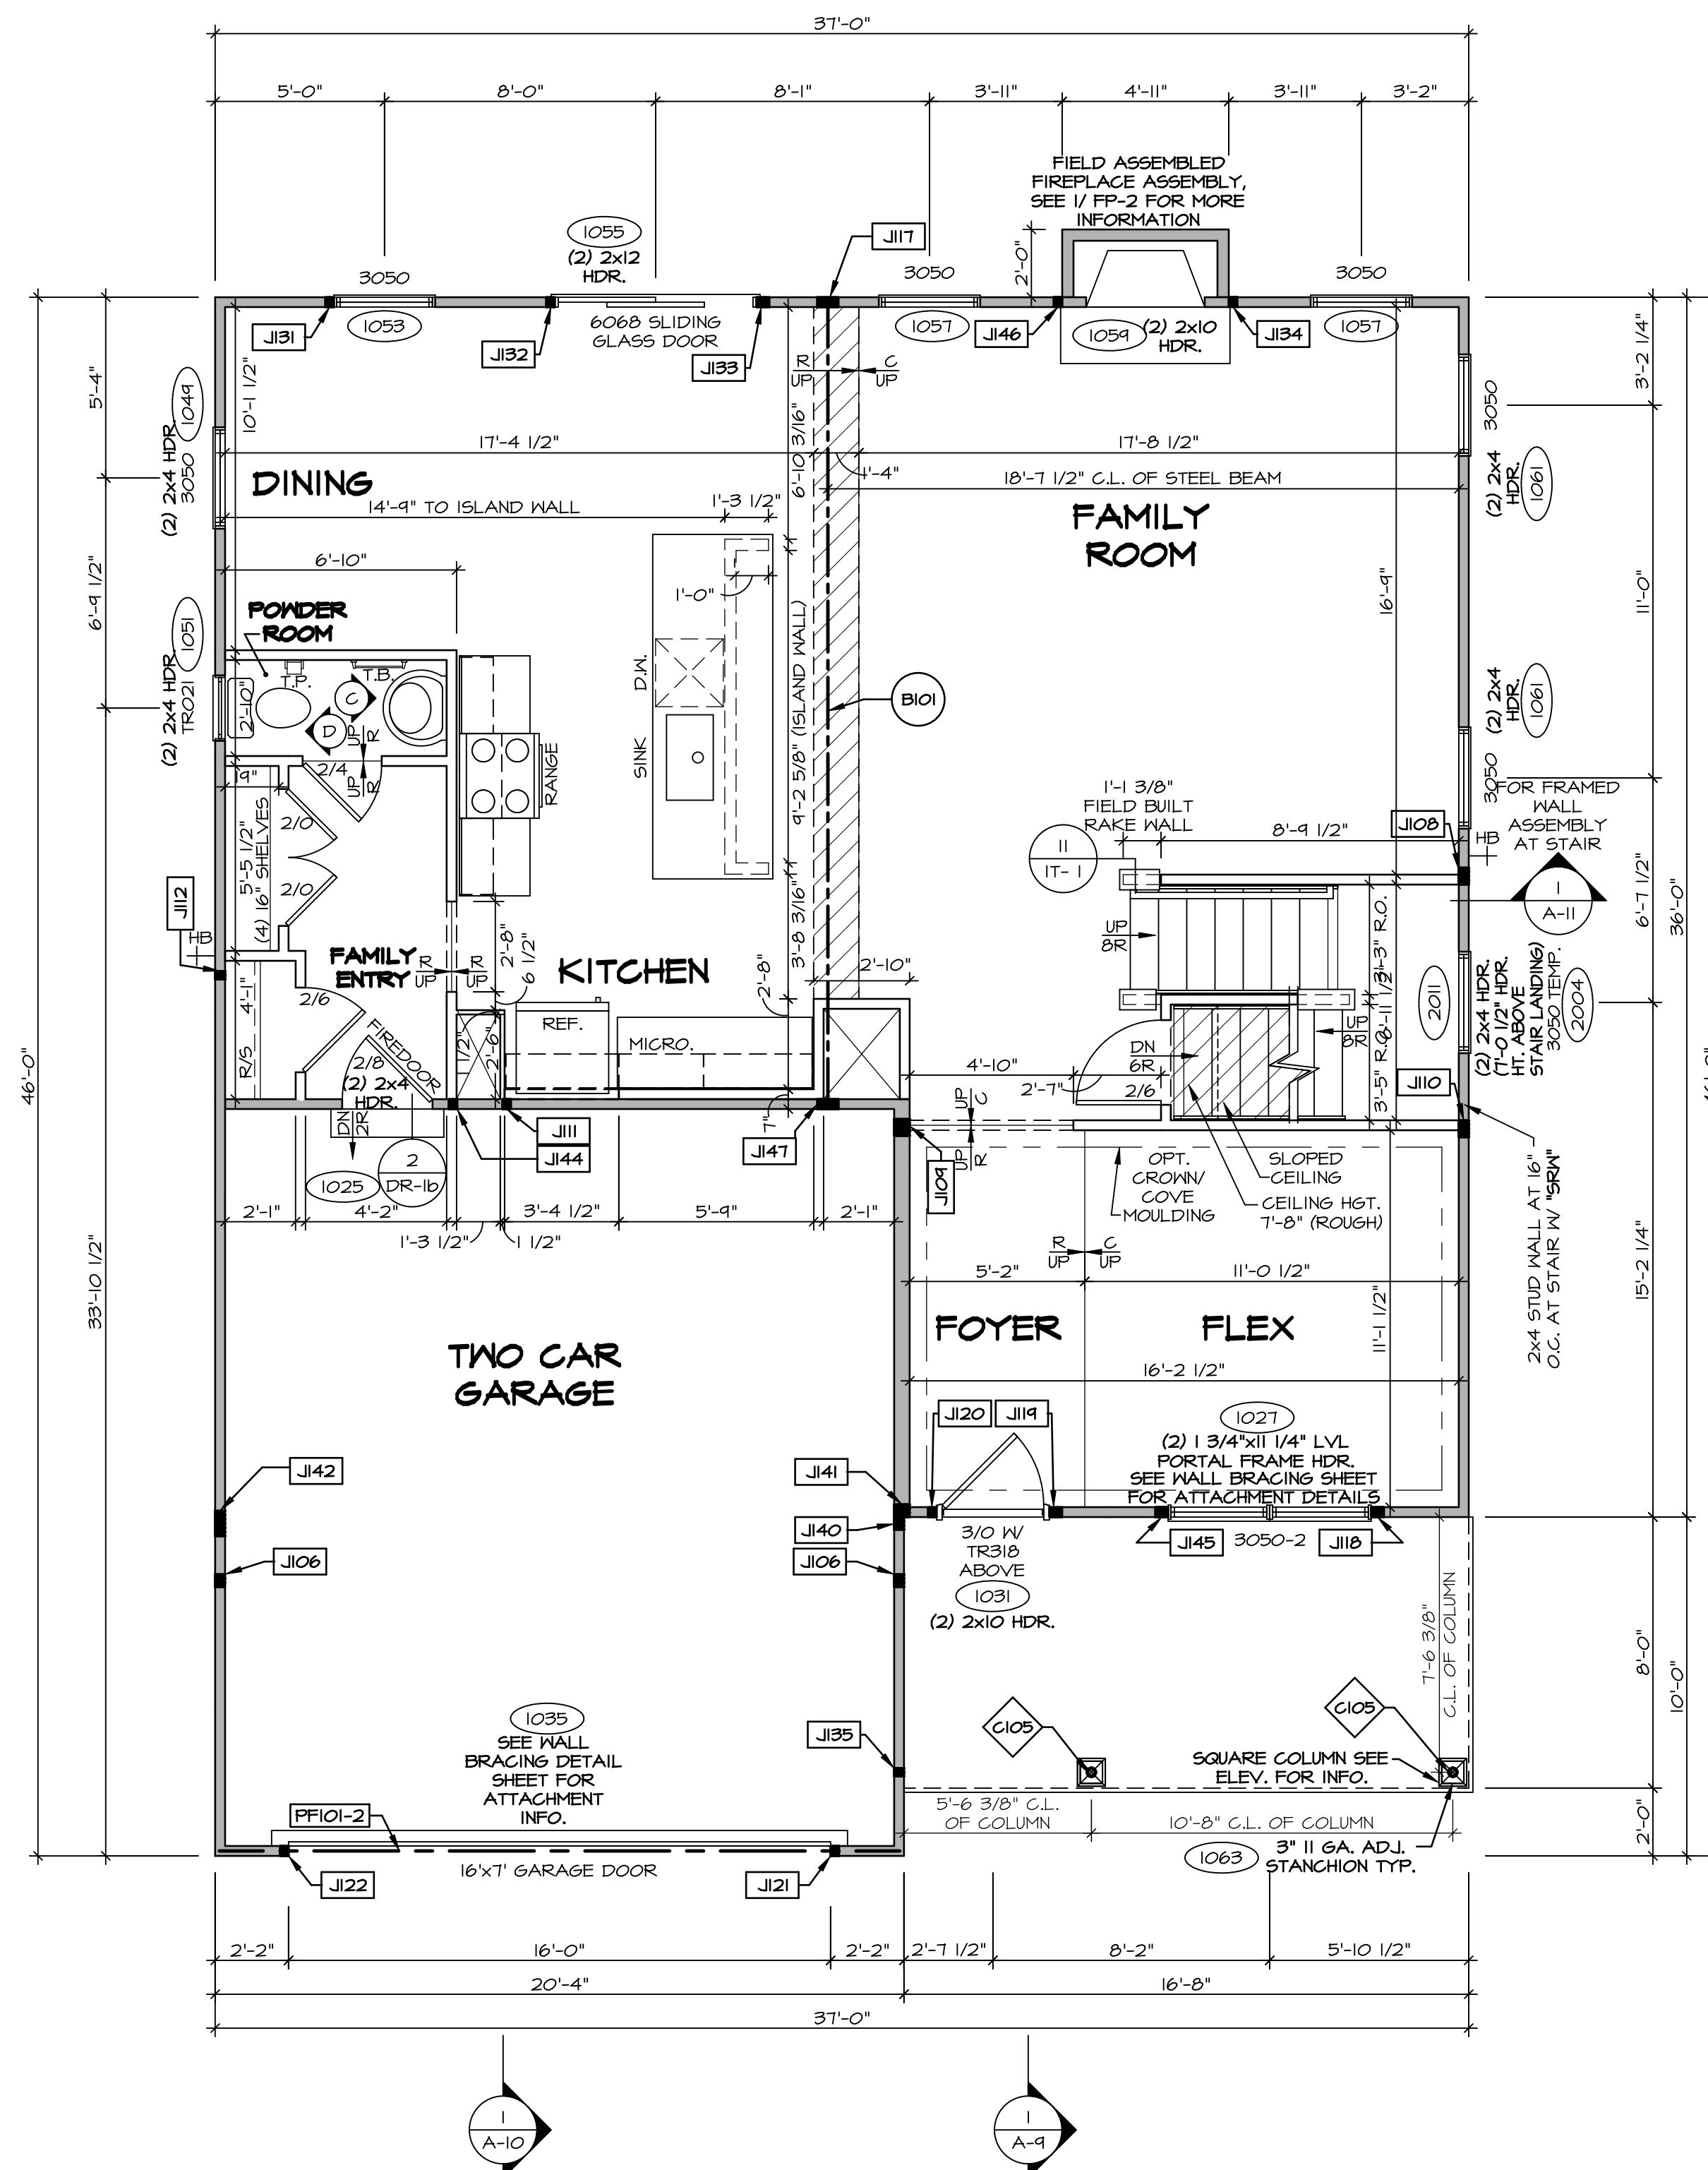 37'-0"
5'-0"
8'-0"
8'-1"
3'-11"
4'-11"
3'-11"
3'-2"
FIELD ASSEMBLED
FIREPLACE ASSEMBLY,
SEE 1/ FP-2 FOR MORE
INFORMATION
1055
(2) 2x12
HDR.
J117
2'-0"
3050
3050
3050
J131
1053
J132
6068 SLIDING
GLASS DOOR
J133
1057
J146
1059
(2) 2x10
HDR.
J134
1057
R
UP
C
UP
5'-4"
1049
(2) 2x4 HDR.
3050
10'-1 1/2"
17'-4 1/2"
6'-10 3/16"
1'-4"
17'-8 1/2"
18'-7 1/2" C.L. OF STEEL BEAM
DINING
14'-9" TO ISLAND WALL
1'-3 1/2"
FAMILY
ROOM
3050
(2) 2x4
HDR.
1061
3'-2 1/4"
6'-9 1/2"
6'-10"
1'-0"
POWDER
ROOM
1051
(2) 2x4 HDR.
TR021
T.P.
T.B.
2'-10"
C
D
UP
R
2/4
UP
R
D.W.
SINK
RANGE
9'-2 5/8" (ISLAND WALL)
B101
16'-9"
11'-0"
(2) 2x4
HDR.
1061
3050
19"
2/0
2/0
5'-5 1/2"
(4) 16" SHELVES
1'-1 3/8"
FIELD BUILT
RAKE WALL
11
IT- 1
8'-9 1/2"
J108
HB
FOR FRAMED
WALL
ASSEMBLY
AT STAIR
1
A-11
J112
HB
FAMILY
ENTRY
R
UP
R
UP
2'-8"
6 1/2"
KITCHEN
3'-8 3/16"
2'-8"
2'-10"
UP
8R
3'-3" R.O.
6'-11 1/2"
UP
8R
2011
(2) 2x4 HDR.
(7'-0 1/2" HDR.
HT. ABOVE
STAIR LANDING)
3050 TEMP.
2004
6'-7 1/2"
36'-0"
46'-0"
4'-1"
R/S
2/6
FIREDOOR
2/8
(2) 2x4
HDR.
1/2"
2'-6"
REF.
MICRO.
7"
4'-10"
DN
6R
2'-7"
2/6
3'-5" R.O.
J110
DN
2R
J111
J144
J147
J109
UP
C
UP
R
1025
2
DR-1b
2'-1"
4'-2"
1'-3 1/2"
1 1/2"
3'-4 1/2"
5'-9"
2'-1"
OPT.
CROWN/
COVE
MOULDING
SLOPED
CEILING
CEILING HGT.
7'-8" (ROUGH)
R
UP
C
UP
5'-2"
11'-0 1/2"
2x4 STUD WALL AT 16"
O.C. AT STAIR W/ "SRW"
33'-10 1/2"
15'-2 1/4"
TWO CAR
GARAGE
FOYER
FLEX
11'-1 1/2"
16'-2 1/2"
J120
J119
1027
(2) 1 3/4"x11 1/4" LVL
PORTAL FRAME HDR.
SEE WALL BRACING SHEET
FOR ATTACHMENT DETAILS
J142
J141
J140
J106
J106
3/0 W/
TR318
ABOVE
1031
(2) 2x10 HDR.
J145
3050-2
J118
7'-6 3/8"
C.L. OF COLUMN
8'-0"
10'-0"
1035
SEE WALL
BRACING DETAIL
SHEET FOR
ATTACHMENT
INFO.
J135
C105
C105
SQUARE COLUMN SEE
ELEV. FOR INFO.
PF101-2
5'-6 3/8" C.L.
OF COLUMN
10'-8" C.L. OF COLUMN
2'-0"
16'x7' GARAGE DOOR
1063
3" 11 GA. ADJ.
STANCHION TYP.
J122
J121
2'-2"
16'-0"
2'-2"
2'-7 1/2"
8'-2"
5'-10 1/2"
20'-4"
16'-8"
37'-0"
1
A-10
1
A-9